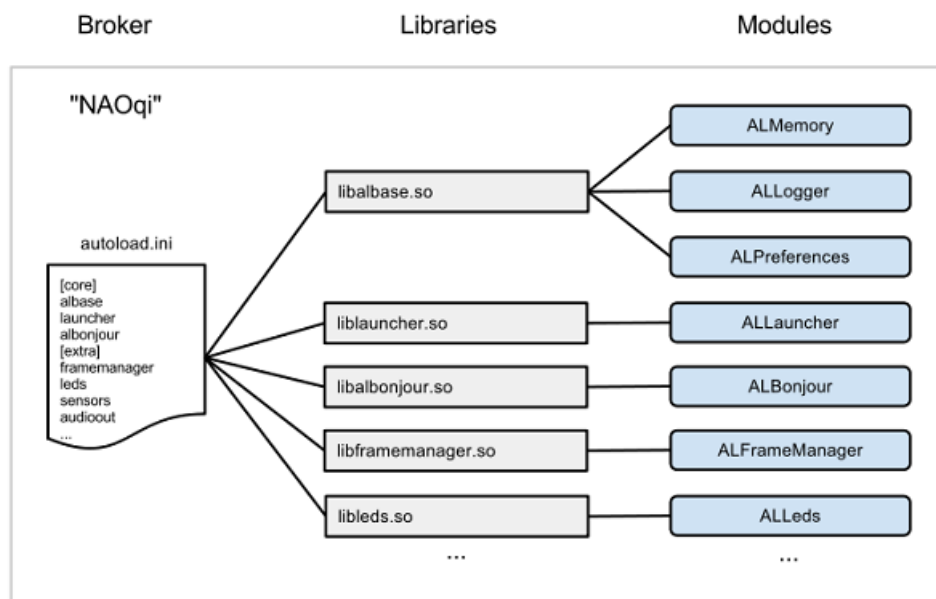 Broker Libraries Modules
"NAOqi"
autoload.ini
[core]
albase
launcher
albonjour
[extra]
framemanager
leds
sensors
audioout
...
libalbase.so
liblauncher.so
libalbonjour.so
libframemanager.so
libleds.so
...
ALMemory
ALLogger
ALPreferences
ALLauncher
ALBonjour
ALFrameManager
ALLeds
...